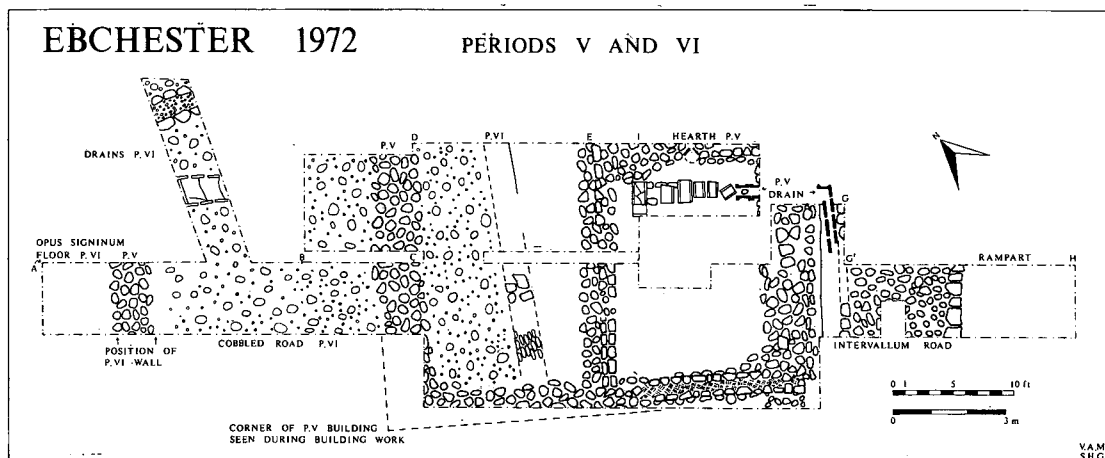 EBCHESTER 1972
PERIODS V AND VI
D
P.V
P.VI
E
I
HEARTH P.V
N
DRAINS P.VI
P.V
DRAIN
G
OPUS SIGNINUM
FLOOR P.VI P.V
A
B
C
G'
RAMPART
H
POSITION OF
P.VI WALL
COBBLED ROAD P.VI
INTERVALLUM ROAD
0 1 5 10 ft
0 3 m
CORNER OF P.V BUILDING
SEEN DURING BUILDING WORK
V.A.M
S.H.G